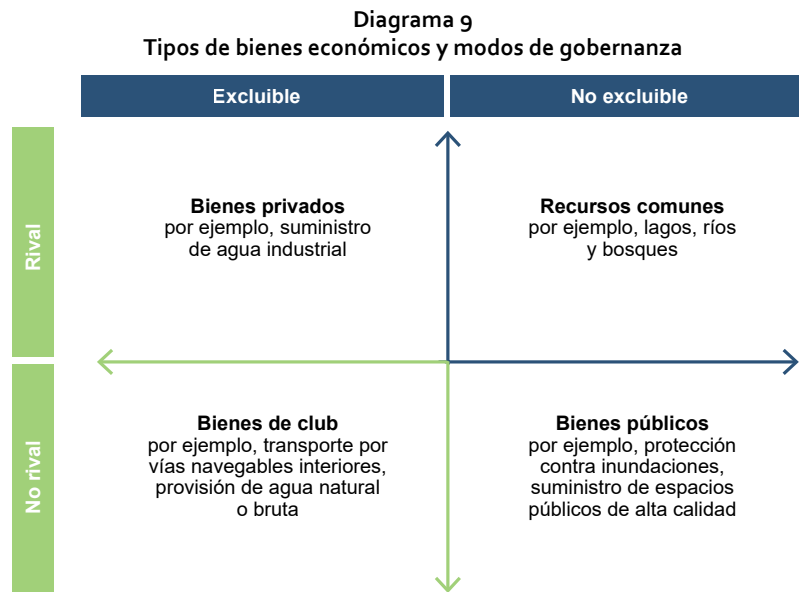 Diagrama 9
Tipos de bienes económicos y modos de gobernanza
Excluible
No excluible
Rival
Bienes privados
por ejemplo, suministro
de agua industrial
Recursos comunes
por ejemplo, lagos, ríos
y bosques
No rival
Bienes de club
por ejemplo, transporte por
vías navegables interiores,
provisión de agua natural
o bruta
Bienes públicos
por ejemplo, protección
contra inundaciones,
suministro de espacios
públicos de alta calidad